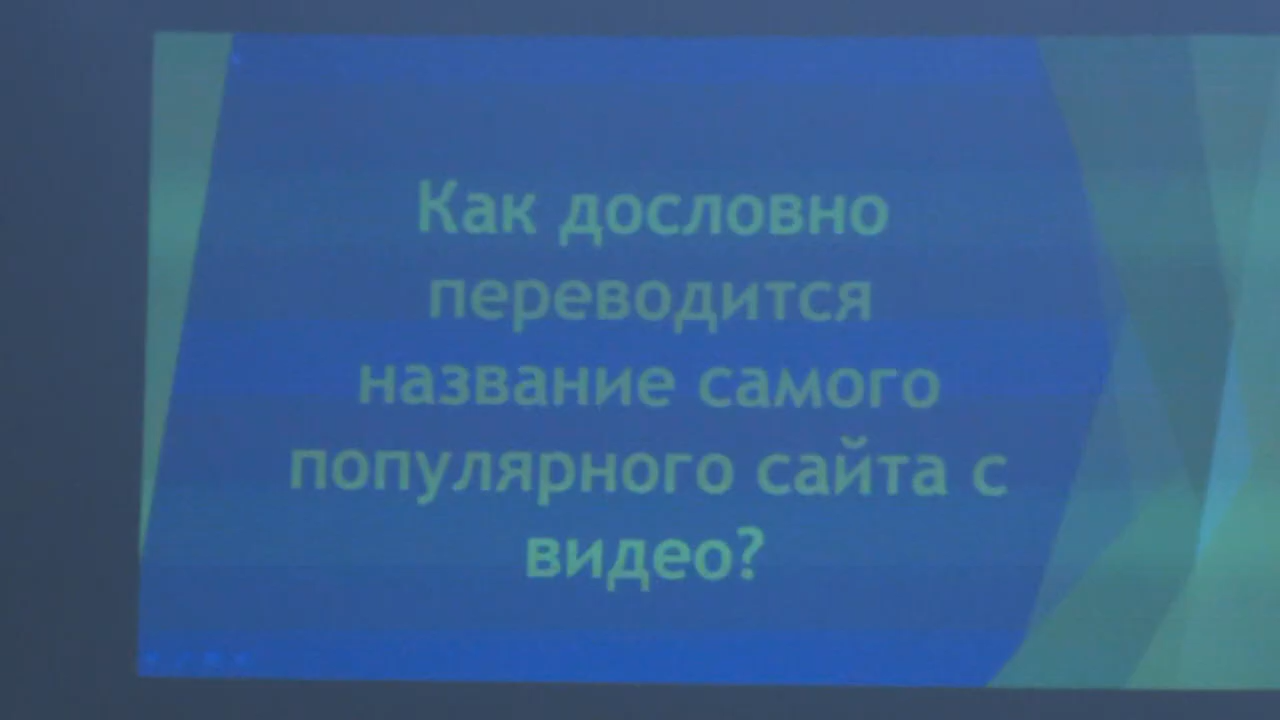 Как дословно
переводится
название самого
популярного сайта с
видео?